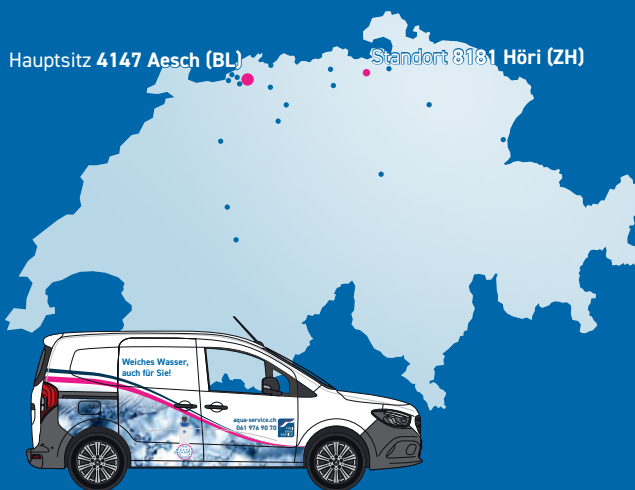 Hauptsitz 4147 Aesch (BL)
Standort 8181 Höri (ZH)
Weiches Wasser,
auch für Sie!
aqua-service.ch
061 976 90 70